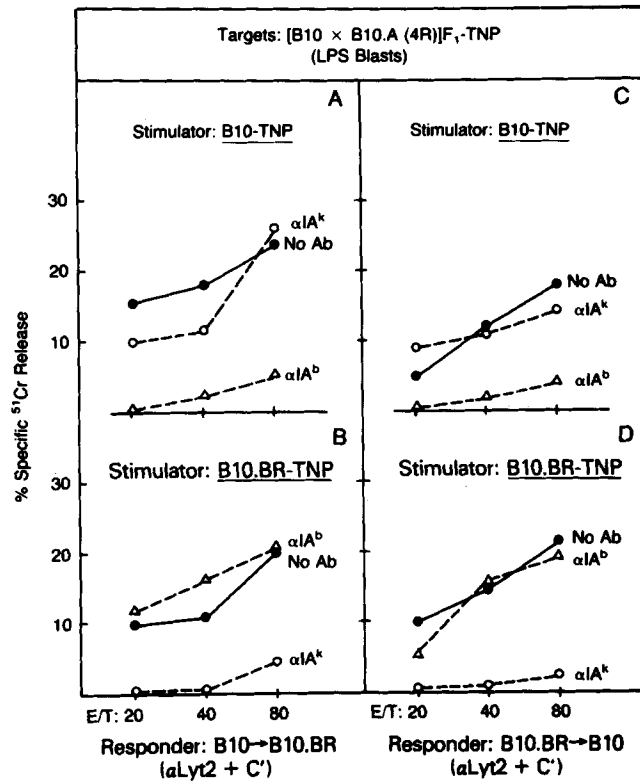 Targets: [B10 × B10.A (4R)]F₁-TNP
(LPS Blasts)
A
Stimulator: B10-TNP
30
20
10
αIAᵏ
No Ab
αIAᵇ
C
Stimulator: B10-TNP
No Ab
αIAᵏ
αIAᵇ
% Specific ⁵¹Cr Release
B
Stimulator: B10.BR-TNP
20
10
αIAᵇ
No Ab
αIAᵏ
D
Stimulator: B10.BR-TNP
No Ab
αIAᵇ
αIAᵏ
E/T: 20 40 80
20 40 80
Responder: B10→B10.BR
(αLyt2 + C')
Responder: B10.BR→B10
(αLyt2 + C')